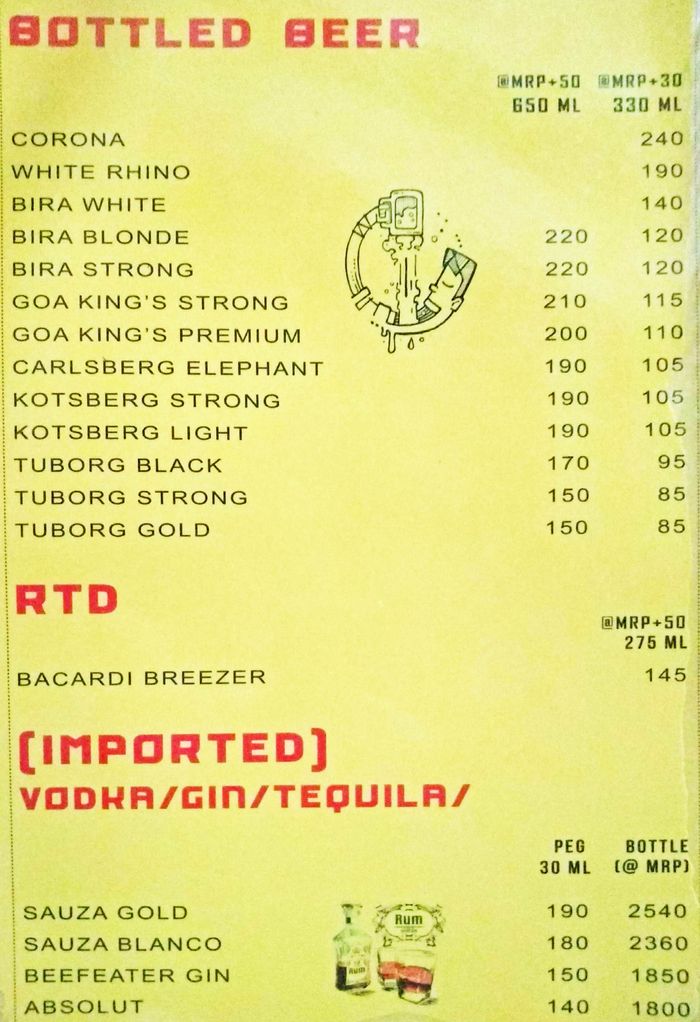 BOTTLED BEER
@MRP+50 @MRP+30
650 ML 330 ML
CORONA 240
WHITE RHINO 190
BIRA WHITE 140
BIRA BLONDE 220 120
BIRA STRONG 220 120
GOA KING'S STRONG 210 115
GOA KING'S PREMIUM 200 110
CARLSBERG ELEPHANT 190 105
KOTSBERG STRONG 190 105
KOTSBERG LIGHT 190 105
TUBORG BLACK 170 95
TUBORG STRONG 150 85
TUBORG GOLD 150 85
RTD
@MRP+50
275 ML
BACARDI BREEZER 145
(IMPORTED)
VODKA/GIN/TEQUILA/
PEG BOTTLE
30 ML (@ MRP)
SAUZA GOLD 190 2540
Rum
SAUZA BLANCO 180 2360
Rum
BEEFEATER GIN 150 1850
ABSOLUT 140 1800